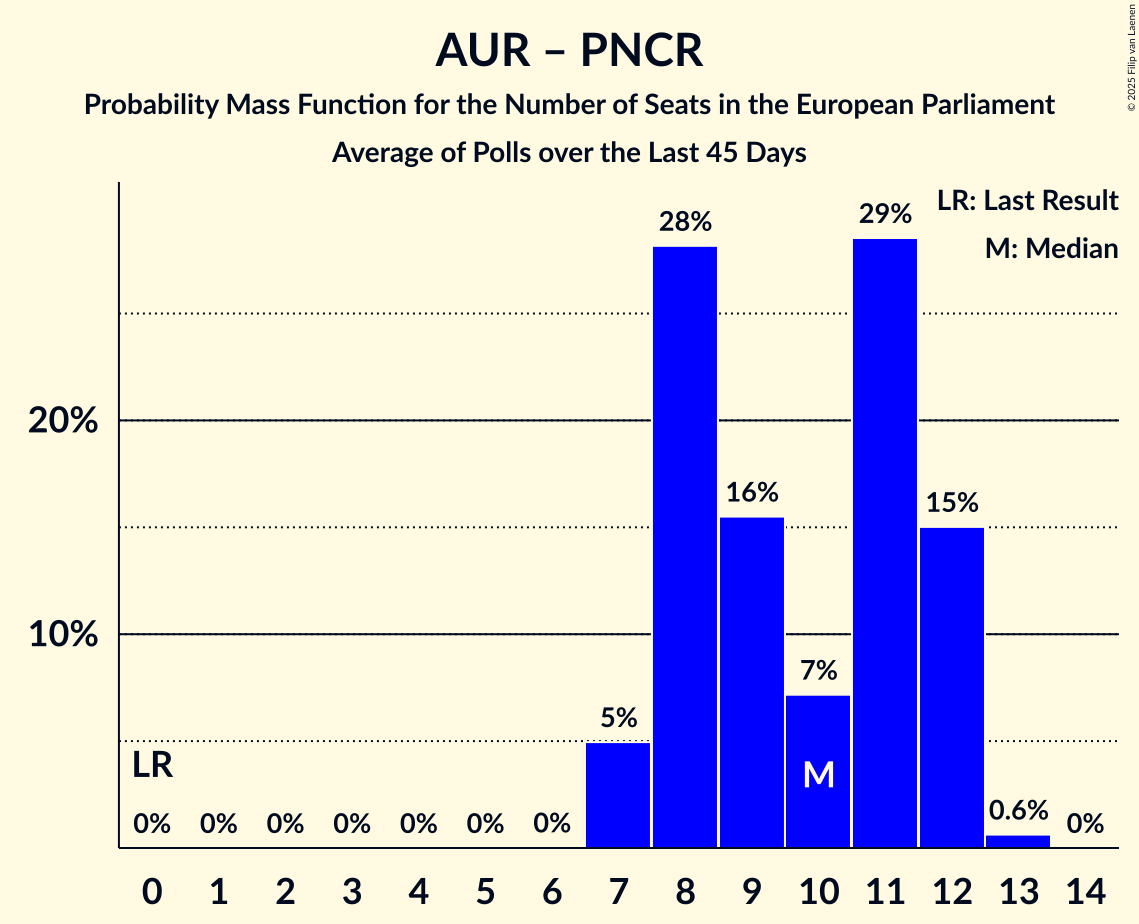 AUR – PNCR
Probability Mass Function for the Number of Seats in the European Parliament
Average of Polls over the Last 45 Days
© 2025 Filip van Laenen
LR: Last Result
M: Median
28%
29%
20%
16%
15%
10%
7%
5%
LR
M
0% 0% 0% 0% 0% 0% 0% 0.6% 0%
0 1 2 3 4 5 6 7 8 9 10 11 12 13 14